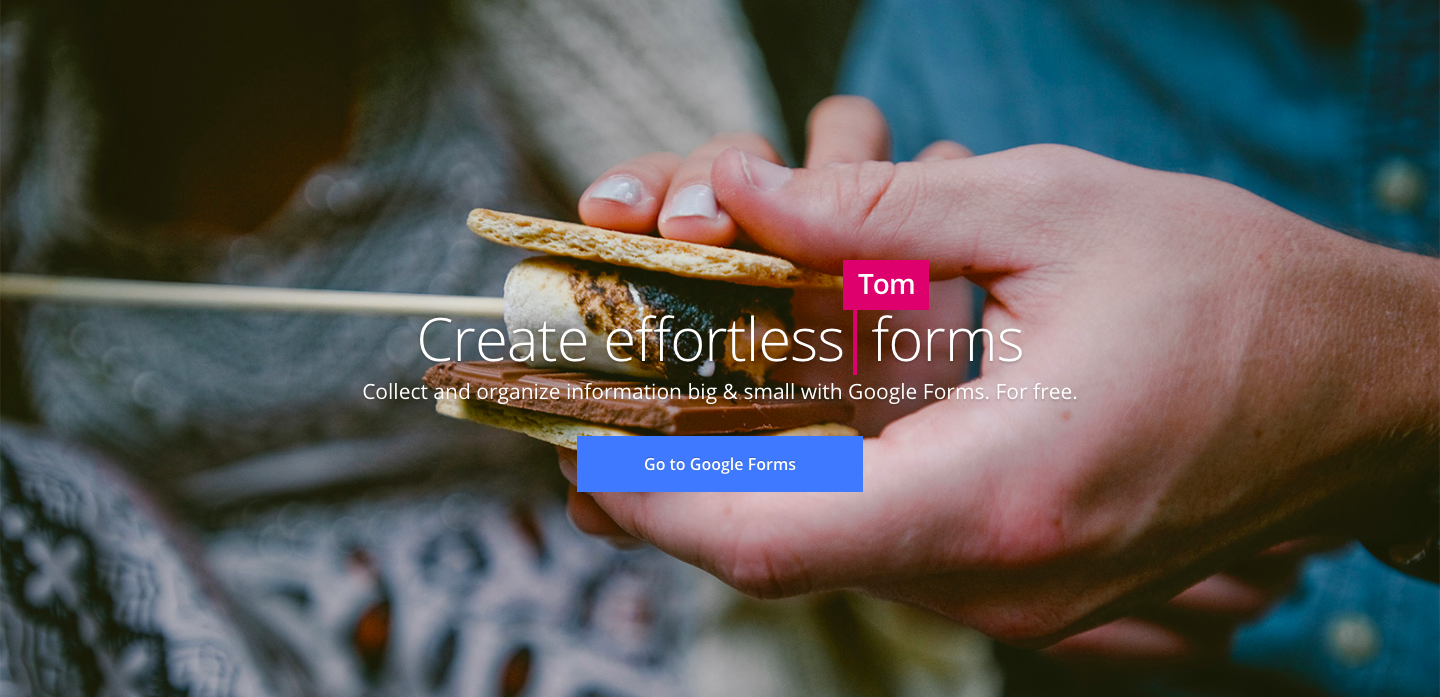 Tom
Create effortless forms
Collect and organize information big & small with Google Forms. For free.
Go to Google Forms